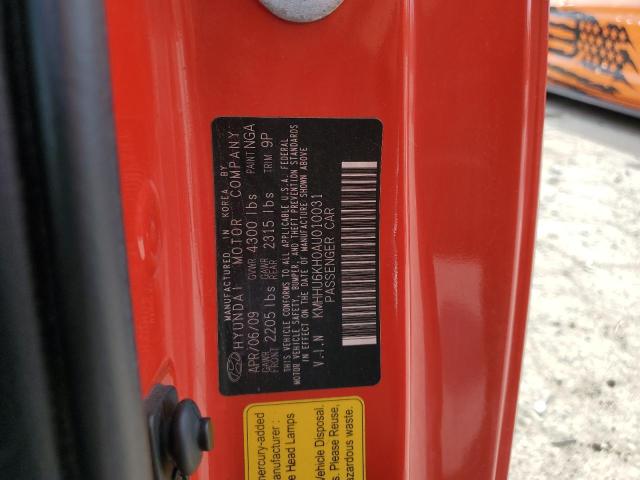 MANUFACTURED IN KOREA BY
HYUNDAI MOTOR COMPANY
APR/06/09 GVWR 4300 lbs PAINT NGA
GAWR FRONT 2205 lbs GAWR REAR 2315 lbs TRIM 9P
THIS VEHICLE CONFORMS TO ALL APPLICABLE U.S.A. FEDERAL
MOTOR VEHICLE SAFETY, BUMPER, AND THEFT PREVENTION STANDARDS
IN EFFECT ON THE DATE OF MANUFACTURE SHOWN ABOVE
V.I.N KMHHU6KH0AU010031
PASSENGER CAR
mercury-added
anufacturer :
e Head Lamps
Vehicle Disposal.
s. Please Reuse,
azardous waste.